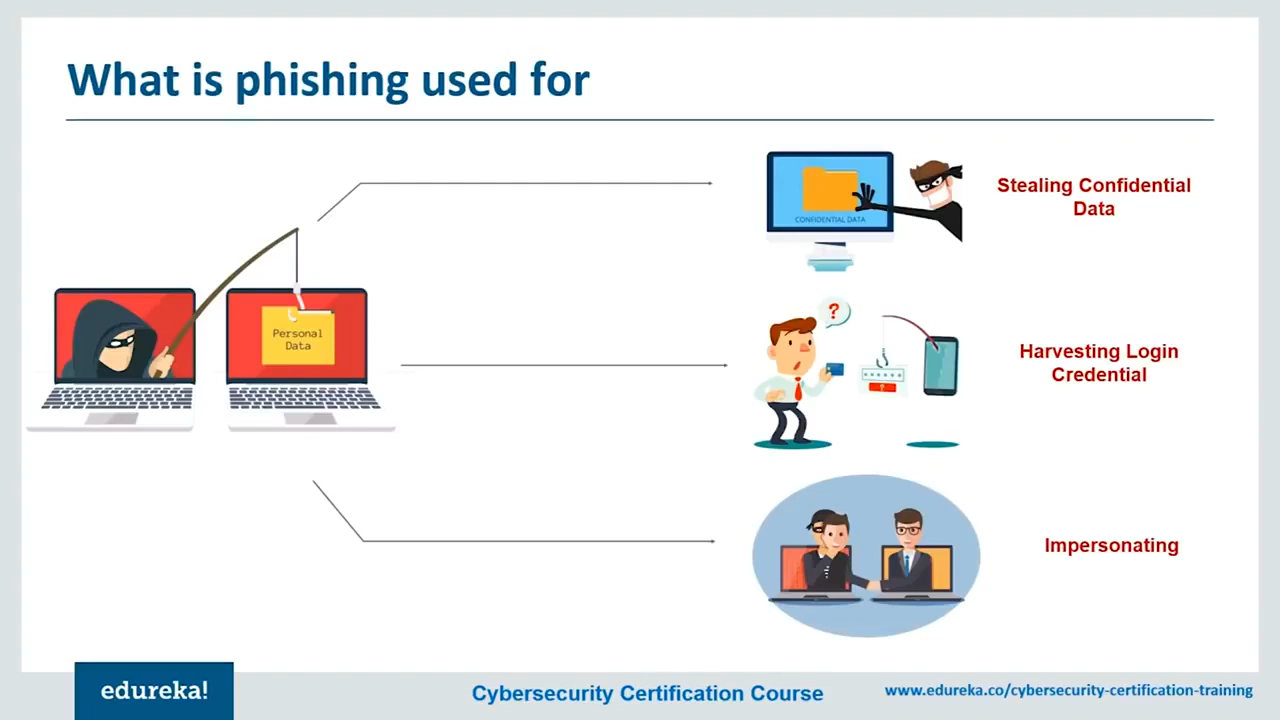 What is phishing used for
CONFIDENTIAL DATA
Stealing Confidential
Data
Personal
Data
?
Harvesting Login
Credential
?
Impersonating
edureka!
Cybersecurity Certification Course
www.edureka.co/cybersecurity-certification-training